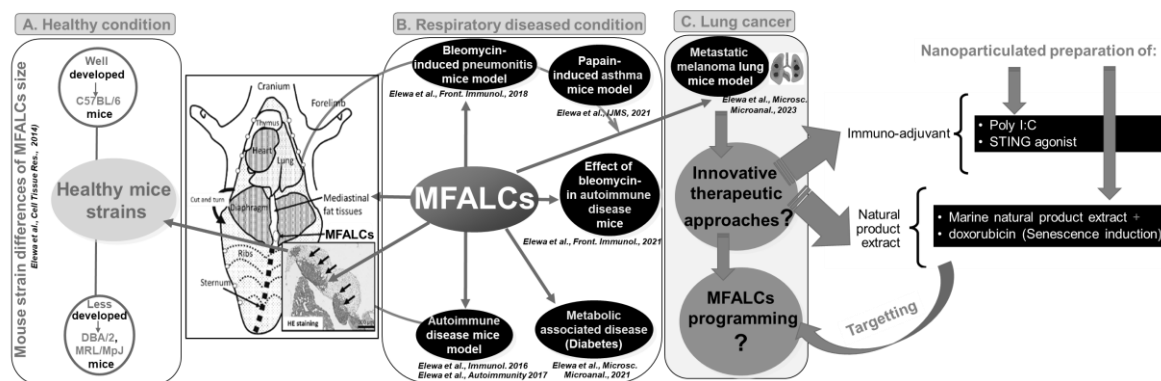 A. Healthy condition
Mouse strain differences of MFALCs size
Elewa et al., Cell Tissue Res., 2014)
Well
developed
C57BL/6
mice
Healthy mice
strains
Less
developed
DBA/2,
MRL/MpJ
mice
Cranium
Forelimb
Thymus
Heart
Lung
Mediastinal
fat tissues
Cut and turn
Diaphragm
MFALCs
Ribs
Sternum
HE staining
B. Respiratory diseased condition
Bleomycin-
induced pneumonitis
mice model
Elewa et al., Front. Immunol., 2018
Papain-
induced asthma
mice model
Elewa et al., IJMS, 2021
MFALCs
Effect of
bleomycin-
in autoimmune
disease mice
Elewa et al., Front. Immunol., 2021
Autoimmune
disease mice
model
Elewa et al., Immunol. 2016
Elewa et al., Autoimmunity 2017
Metabolic
associated disease
(Diabetes)
Elewa et al., Microsc.
Microanal., 2021
C. Lung cancer
Metastatic
melanoma lung
mice model
Elewa et al., Microsc.
Microanal., 2023
Innovative
therapeutic
approaches?
MFALCs
programming
?
Nanoparticulated preparation of:
Immuno-adjuvant
• Poly I:C
• STING agonist
Natural
product
extract
• Marine natural product extract +
• doxorubicin (Senescence induction)
Targetting